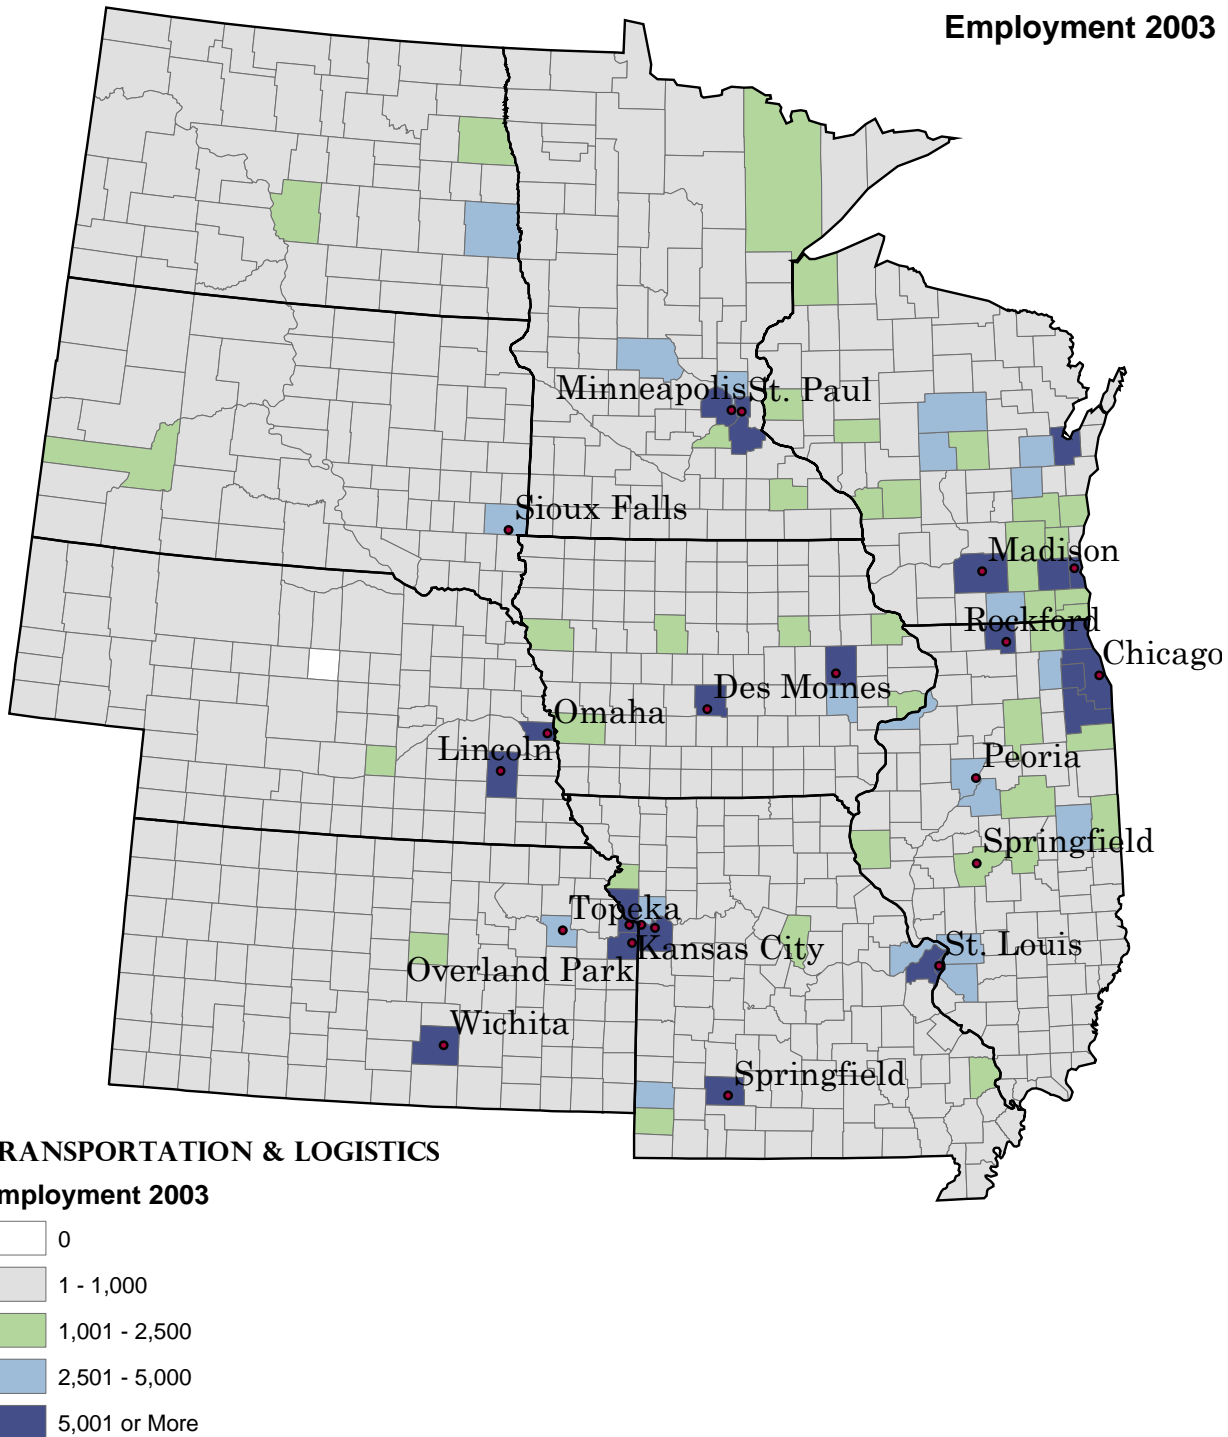 Employment 2003
Minneapolis
St. Paul
Sioux Falls
Madison
Rockford
Chicago
Des Moines
Omaha
Lincoln
Peoria
Springfield
Topeka
Kansas City
St. Louis
Overland Park
Wichita
Springfield
RANSPORTATION & LOGISTICS
mployment 2003
0
1 - 1,000
1,001 - 2,500
2,501 - 5,000
5,001 or More